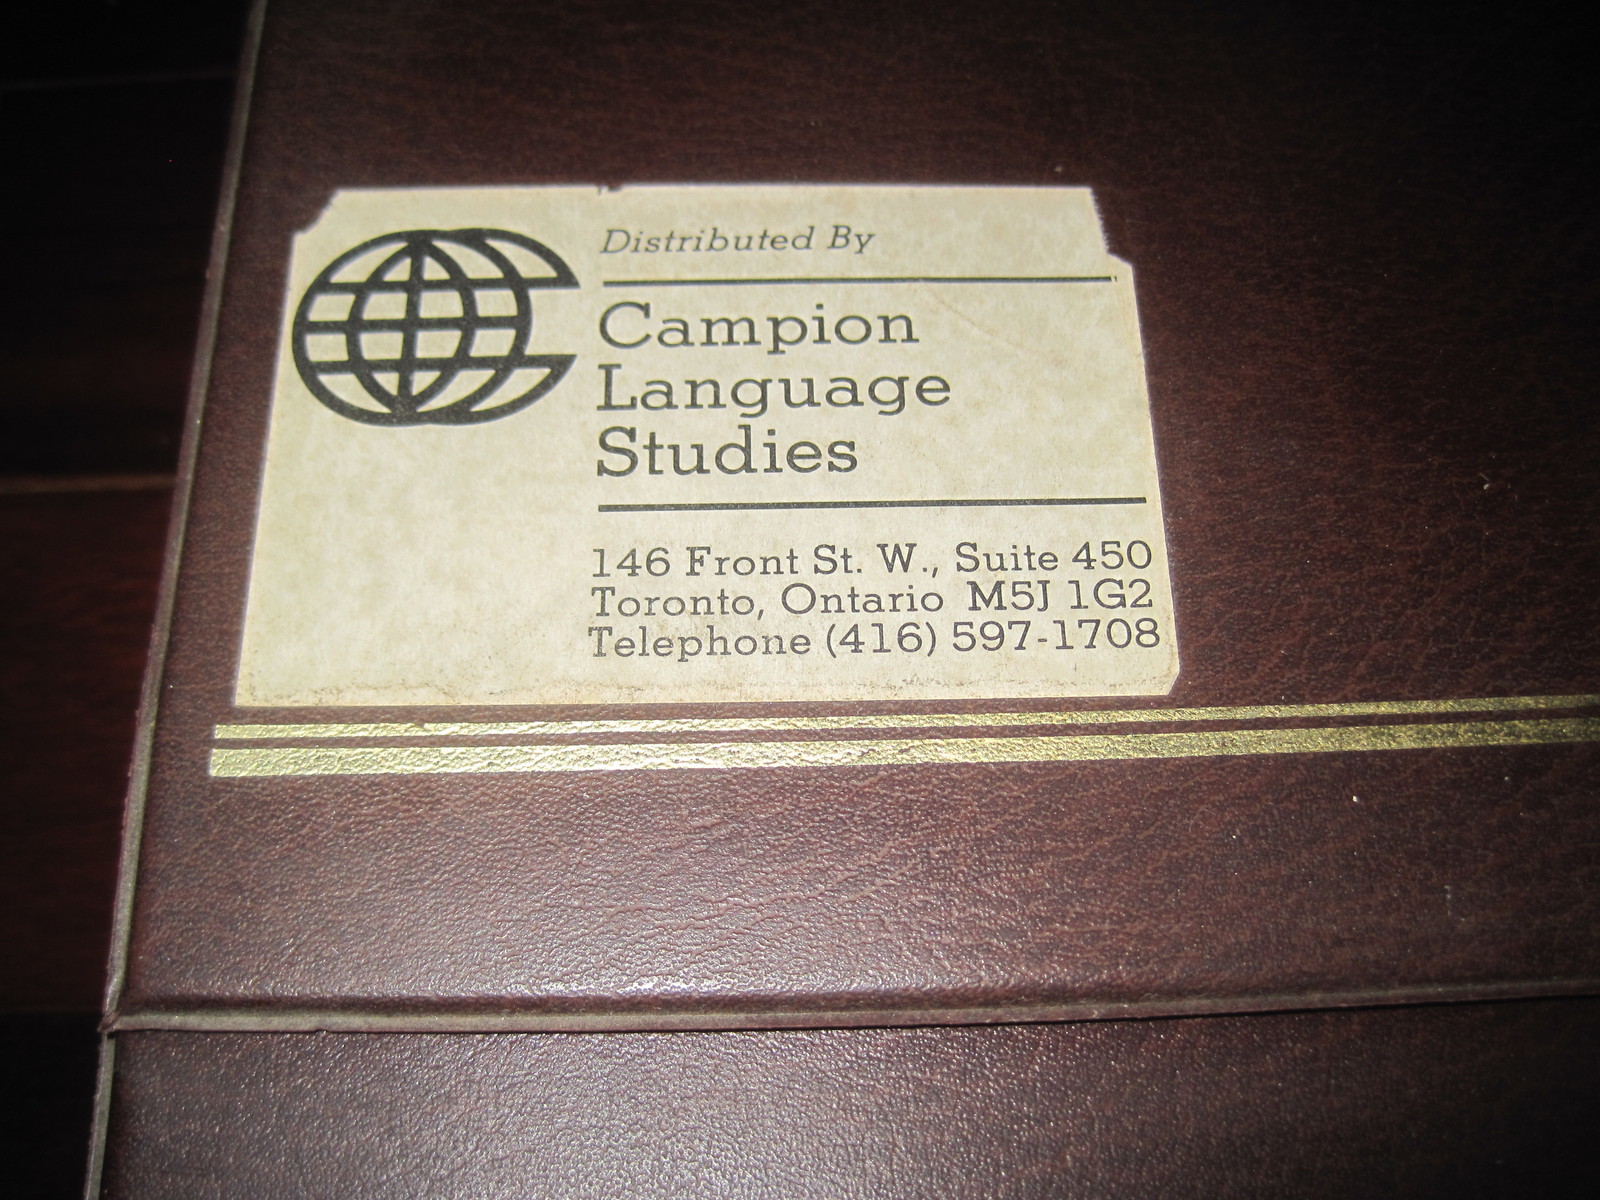 Distributed By
Campion
Language
Studies
146 Front St. W., Suite 450
Toronto, Ontario M5J 1G2
Telephone (416) 597-1708